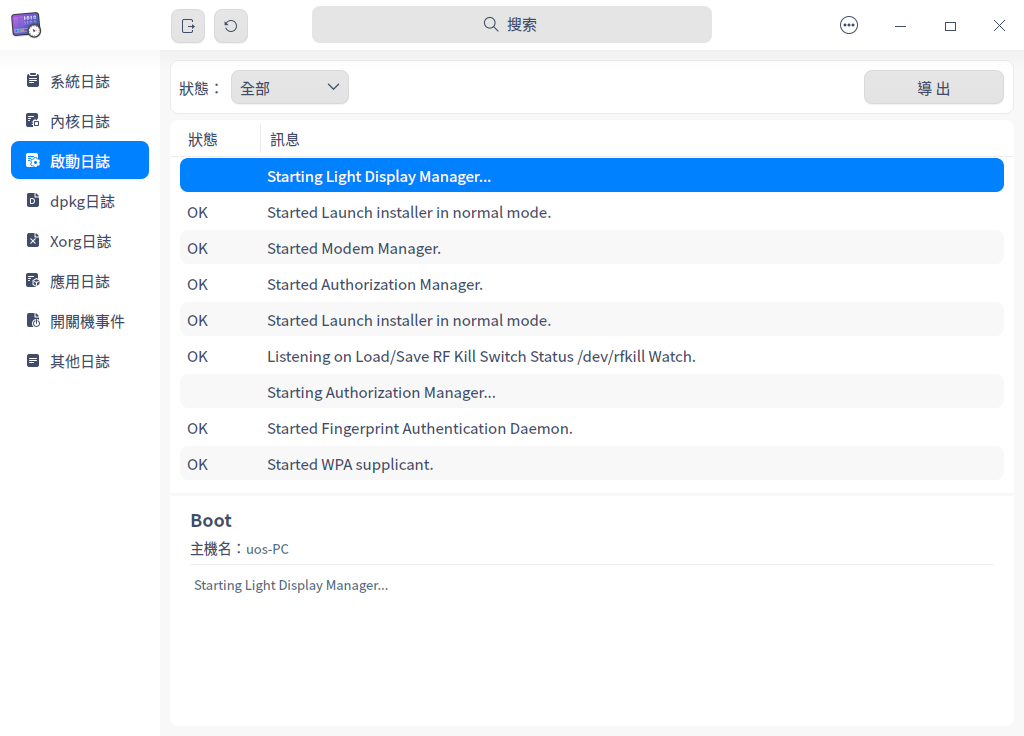 搜索
系統日誌
內核日誌
啟動日誌
dpkg日誌
Xorg日誌
應用日誌
開關機事件
其他日誌
狀態： 全部 導出
狀態 訊息
Starting Light Display Manager...
OK Started Launch installer in normal mode.
OK Started Modem Manager.
OK Started Authorization Manager.
OK Started Launch installer in normal mode.
OK Listening on Load/Save RF Kill Switch Status /dev/rfkill Watch.
Starting Authorization Manager...
OK Started Fingerprint Authentication Daemon.
OK Started WPA supplicant.
Boot
主機名：uos-PC
Starting Light Display Manager...